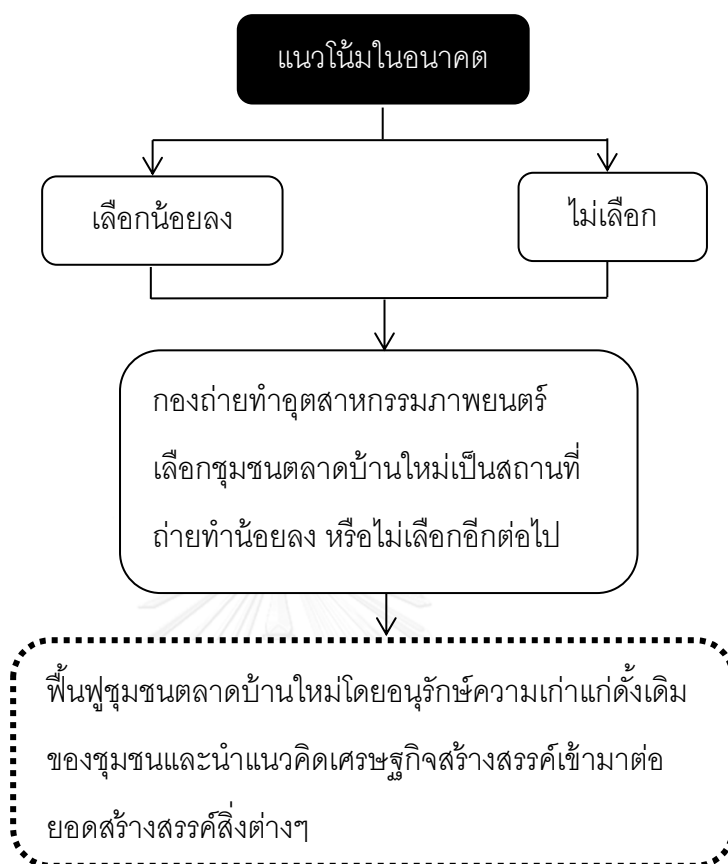 แนวโน้มในอนาคต
เลือกน้อยลง
ไม่เลือก
กองถ่ายทำอุตสาหกรรมภาพยนตร์
เลือกชุมชนตลาดบ้านใหม่เป็นสถานที่
ถ่ายทำน้อยลง หรือไม่เลือกอีกต่อไป
ฟื้นฟูชุมชนตลาดบ้านใหม่โดยอนุรักษ์ความเก่าแก่ดั้งเดิม
ของชุมชนและนำแนวคิดเศรษฐกิจสร้างสรรค์เข้ามาต่อ
ยอดสร้างสรรค์สิ่งต่างๆ